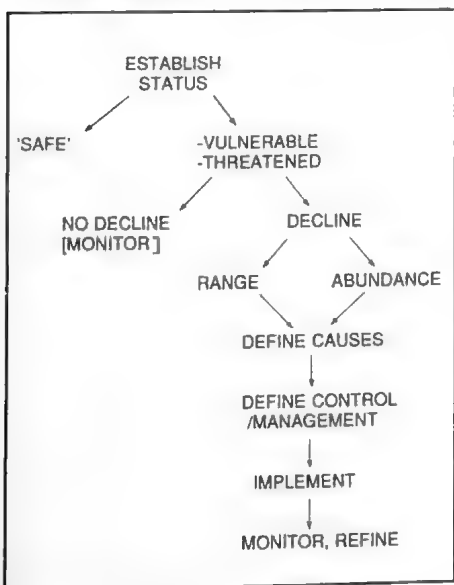 ESTABLISH
STATUS
'SAFE'
-VULNERABLE
-THREATENED
NO DECLINE
[MONITOR]
DECLINE
RANGE
ABUNDANCE
DEFINE CAUSES
DEFINE CONTROL
/MANAGEMENT
IMPLEMENT
MONITOR, REFINE